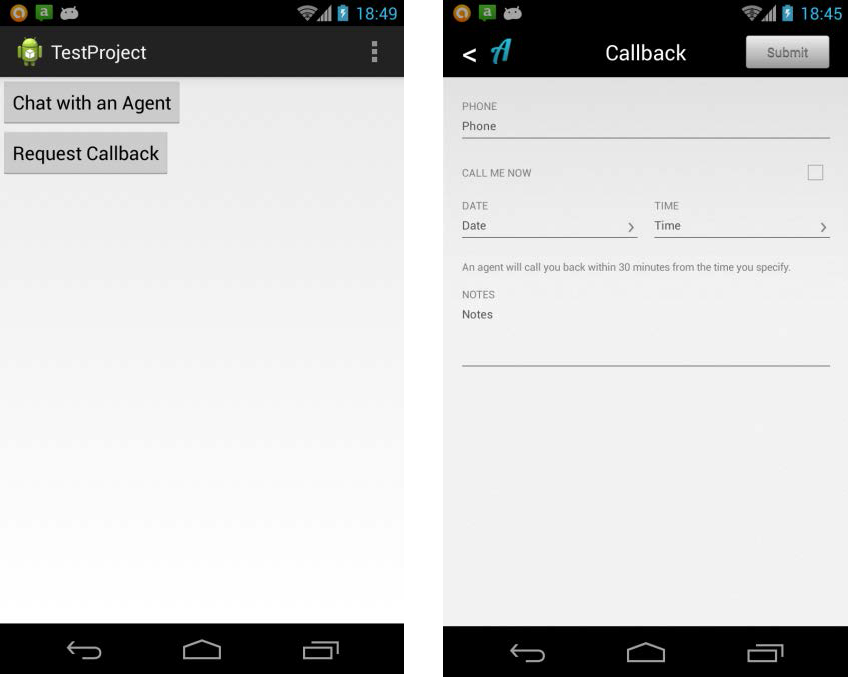 18:49
TestProject
Chat with an Agent
Request Callback
18:45
< A Callback Submit
PHONE
Phone
CALL ME NOW
DATE TIME
Date > Time >
An agent will call you back within 30 minutes from the time you specify.
NOTES
Notes